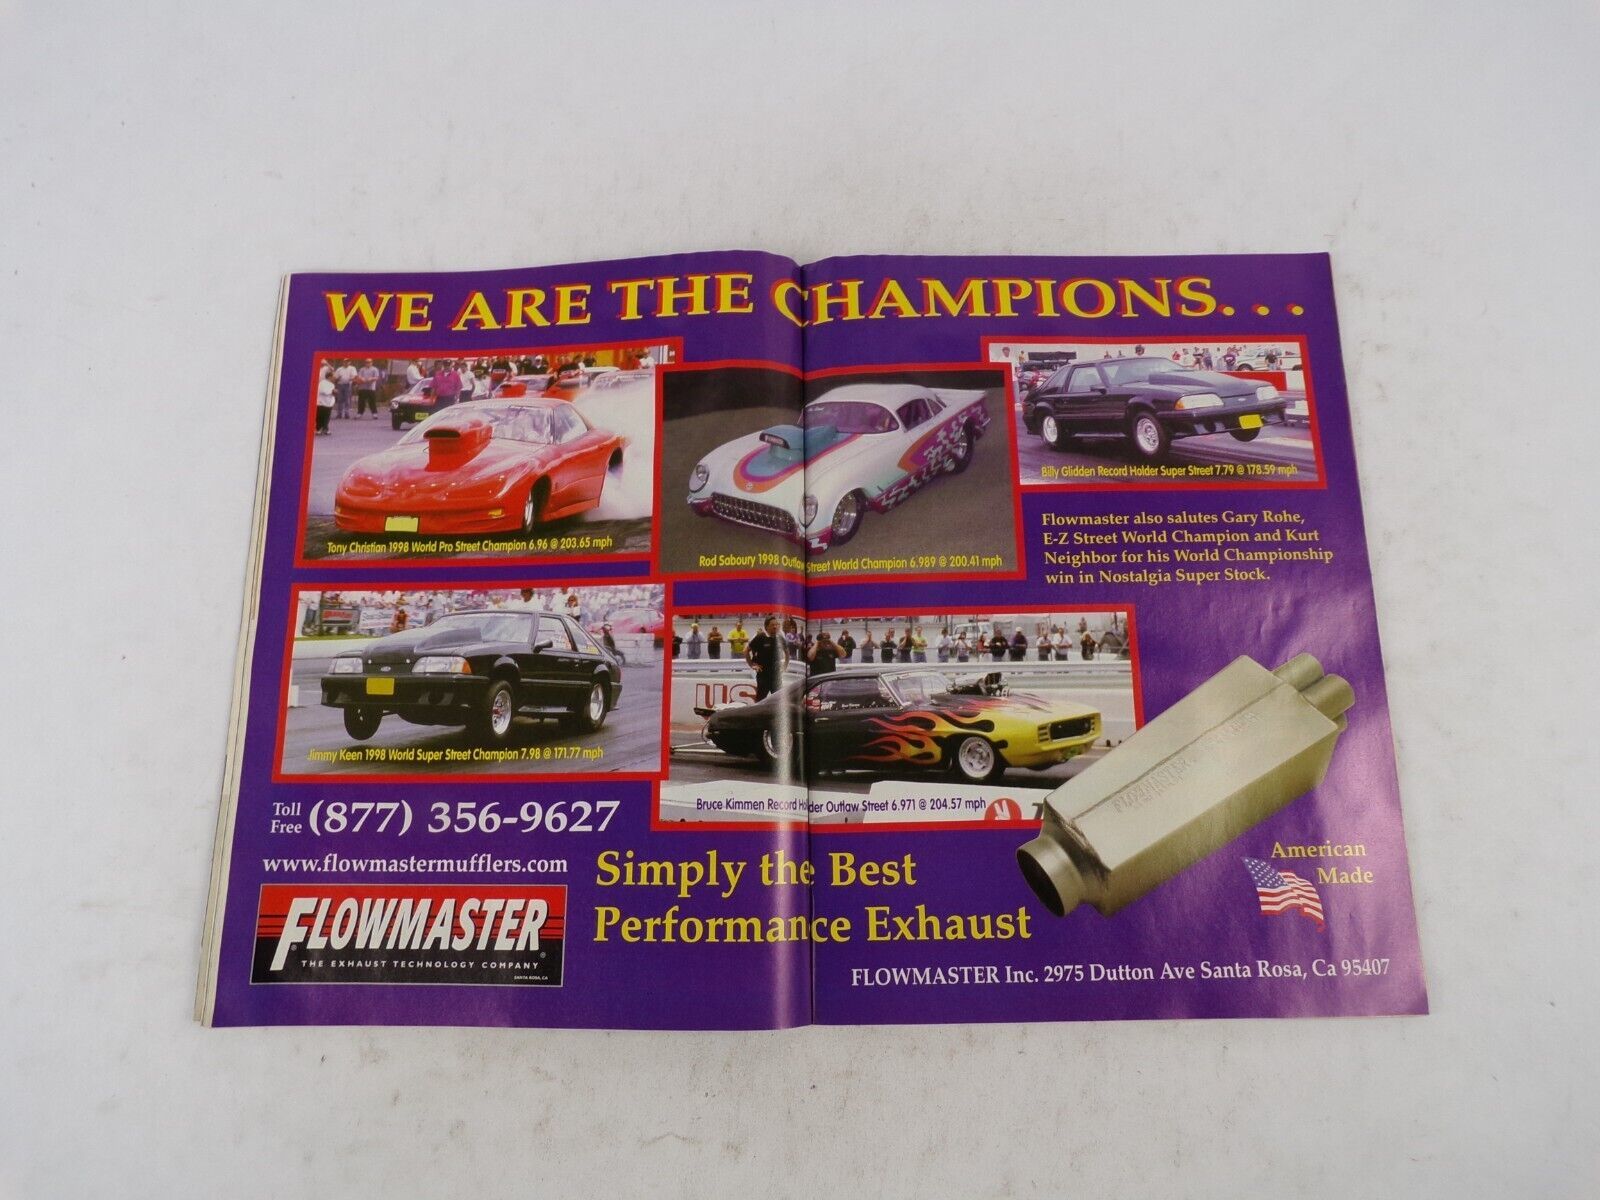 WE ARE THE CHAMPIONS. . .
Tony Christian 1998 World Pro Street Champion 6.96 @ 203.65 mph
Rod Saboury 1998 Outlaw Street World Champion 6.989 @ 200.41 mph
Billy Glidden Record Holder Super Street 7.79 @ 178.59 mph
Flowmaster also salutes Gary Rohe,
E-Z Street World Champion and Kurt
Neighbor for his World Championship
win in Nostalgia Super Stock.
Jimmy Keen 1998 World Super Street Champion 7.98 @ 171.77 mph
US
Bruce Kimmen Record Holder Outlaw Street 6.971 @ 204.57 mph
FLOWMASTER
Toll
Free (877) 356-9627
www.flowmastermufflers.com
FLOWMASTER®
THE EXHAUST TECHNOLOGY COMPANY®
SANTA ROSA, CA
Simply the Best
Performance Exhaust
American
Made
FLOWMASTER Inc. 2975 Dutton Ave Santa Rosa, Ca 95407